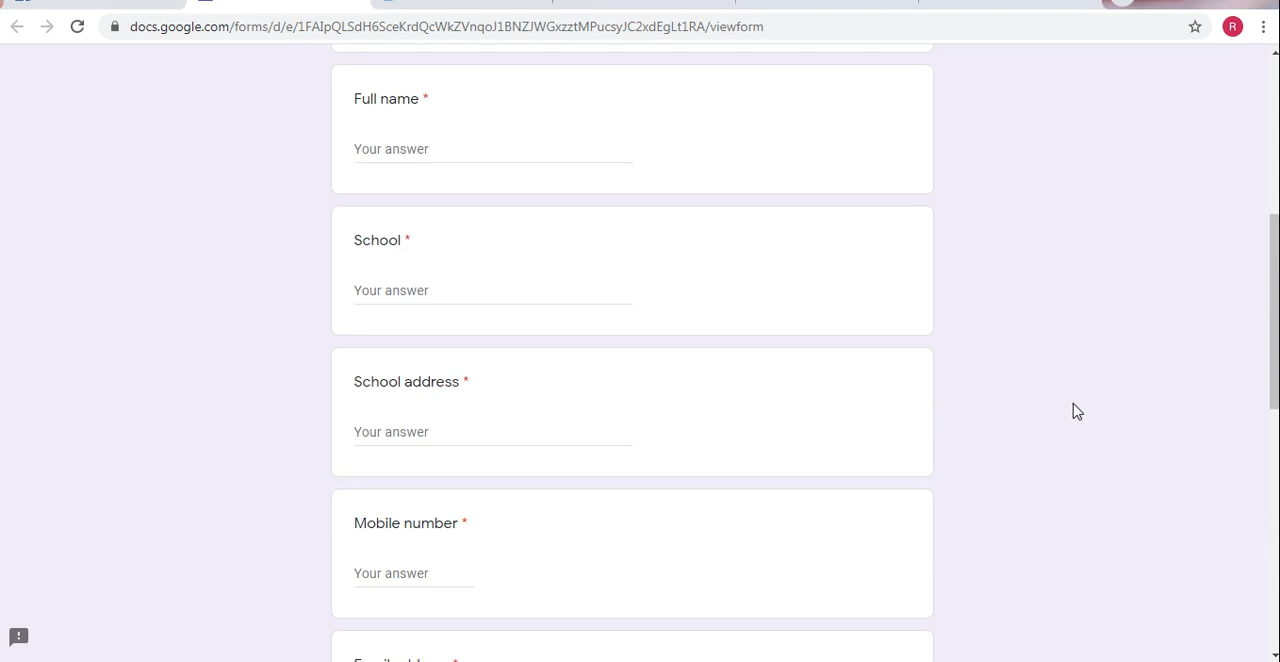 docs.google.com/forms/d/e/1FAIpQLSdH6SceKrdQcWkZVnqoJ1BNZJWGxzztMPucsyJC2xdEgLt1RA/viewform
R
Full name *
Your answer
School *
Your answer
School address *
Your answer
Mobile number *
Your answer